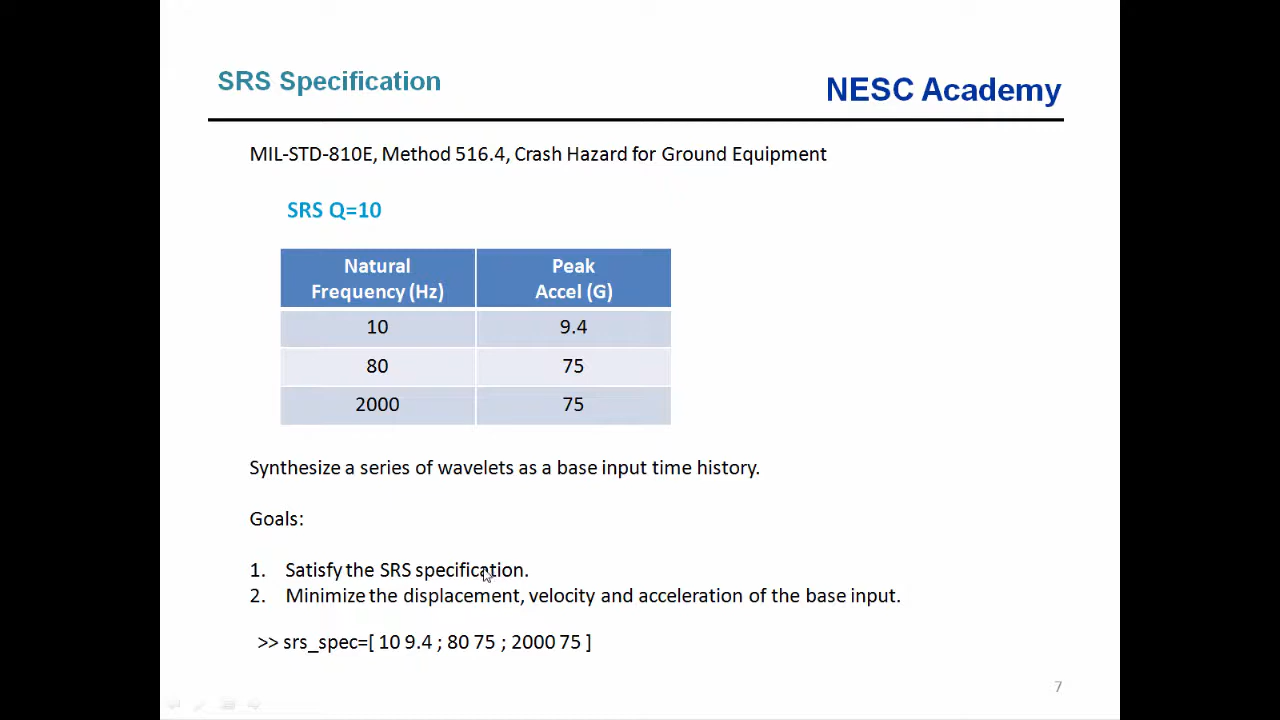 SRS Specification
NESC Academy
MIL-STD-810E, Method 516.4, Crash Hazard for Ground Equipment
SRS Q=10
Natural Frequency (Hz) Peak Accel (G)
10 9.4
80 75
2000 75
Synthesize a series of wavelets as a base input time history.
Goals:
1. Satisfy the SRS specification.
2. Minimize the displacement, velocity and acceleration of the base input.
>> srs_spec=[ 10 9.4 ; 80 75 ; 2000 75 ]
7